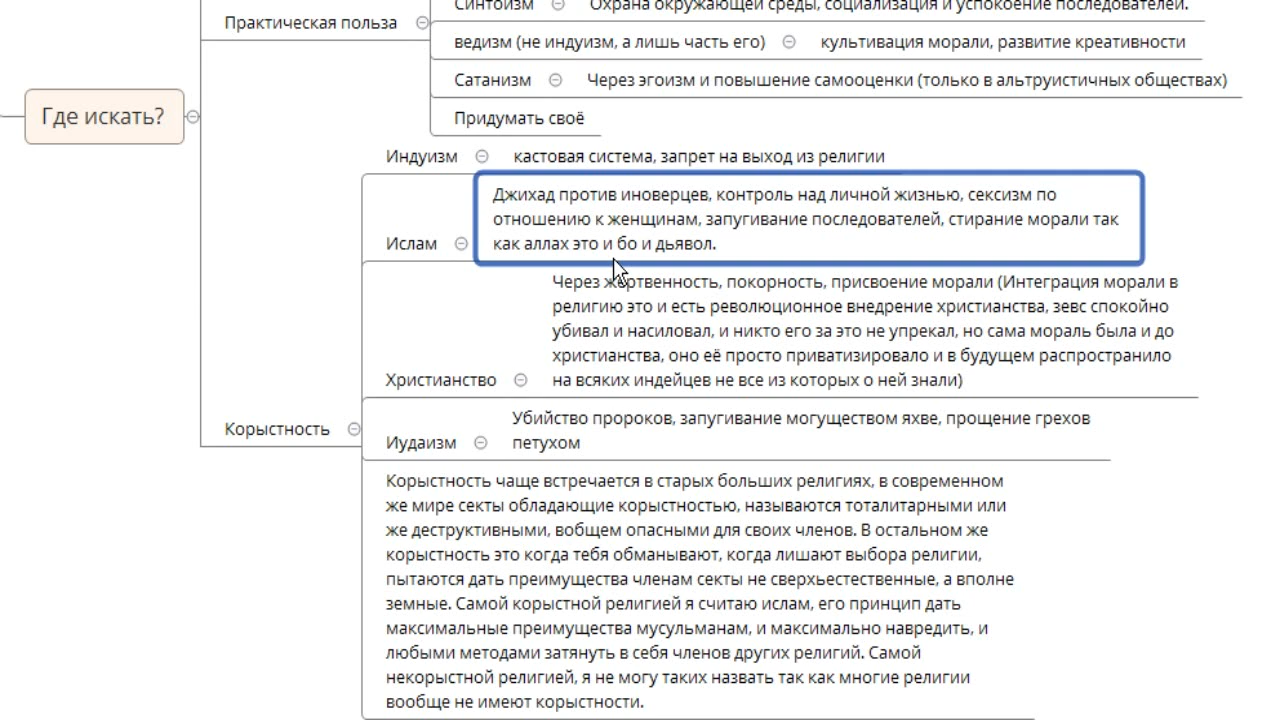 Синтоизм Охрана окружающей среды, социализация и успокоение последователей.
Практическая польза
ведизм (не индуизм, а лишь часть его) культивация морали, развитие креативности
Сатанизм Через эгоизм и повышение самооценки (только в альтруистичных обществах)
Где искать?
Придумать своё
Индуизм кастовая система, запрет на выход из религии
Джихад против иноверцев, контроль над личной жизнью, сексизм по
отношению к женщинам, запугивание последователей, стирание морали так
Ислам как аллах это и бо и дьявол.
Через жертвенность, покорность, присвоение морали (Интеграция морали в
религию это и есть революционное внедрение христианства, зевс спокойно
убивал и насиловал, и никто его за это не упрекал, но сама мораль была и до
христианства, оно её просто приватизировало и в будущем распространило
Христианство на всяких индейцев не все из которых о ней знали)
Убийство пророков, запугивание могуществом яхве, прощение грехов
Корыстность
Иудаизм петухом
Корыстность чаще встречается в старых больших религиях, в современном
же мире секты обладающие корыстностью, называются тоталитарными или
же деструктивными, вобщем опасными для своих членов. В остальном же
корыстность это когда тебя обманывают, когда лишают выбора религии,
пытаются дать преимущества членам секты не сверхьестественные, а вполне
земные. Самой корыстной религией я считаю ислам, его принцип дать
максимальные преимущества мусульманам, и максимально навредить, и
любыми методами затянуть в себя членов других религий. Самой
некорыстной религией, я не могу таких назвать так как многие религии
вообще не имеют корыстности.